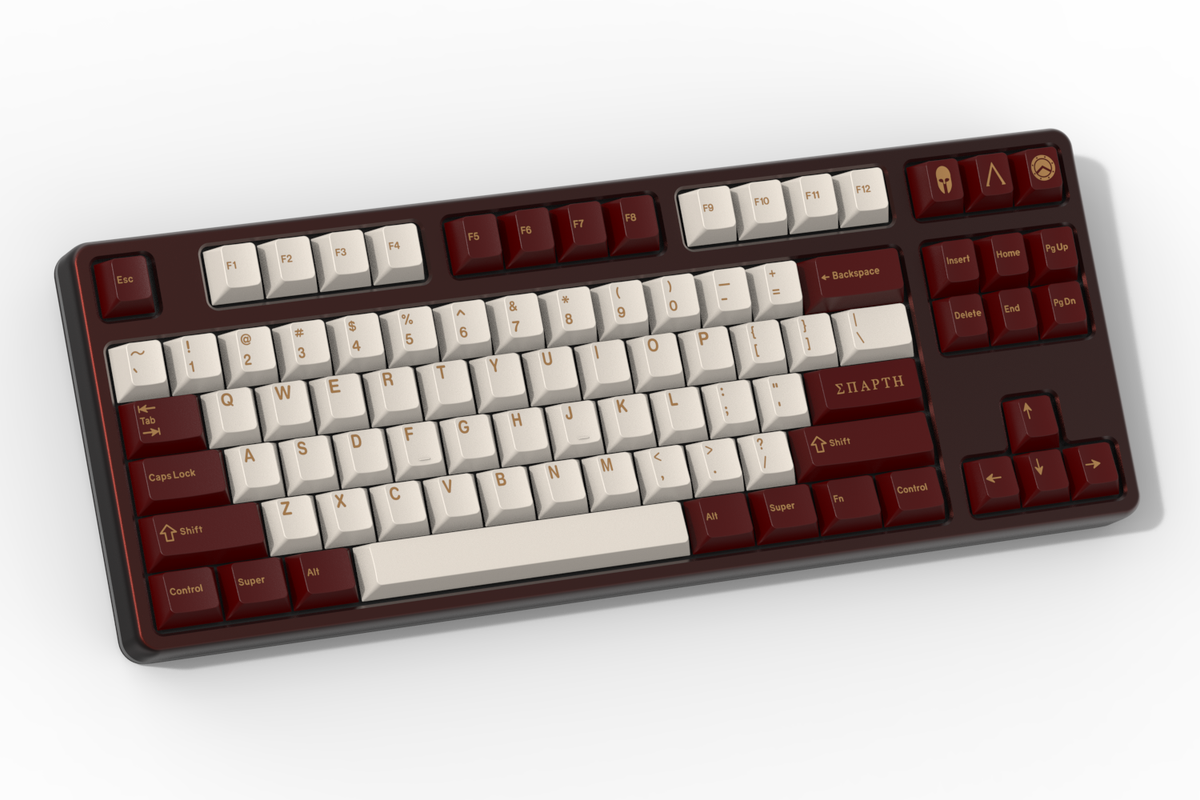 Esc F1 F2 F3 F4 F5 F6 F7 F8 F9 F10 F11 F12 Λ
~ ! @ # $ % ^ & * ( ) — +
` 1 2 3 4 5 6 7 8 9 0 - = ← Backspace Insert Home Pg Up
Tab Q W E R T Y U I O P { } |
[ ] \ Delete End Pg Dn
Caps Lock A S D F G H J K L : " ΣΠΑΡΤΗ
; '
Shift Z X C V B N M < > ? Shift ↑
, . /
Control Super Alt Alt Super Fn Control ← ↓ →